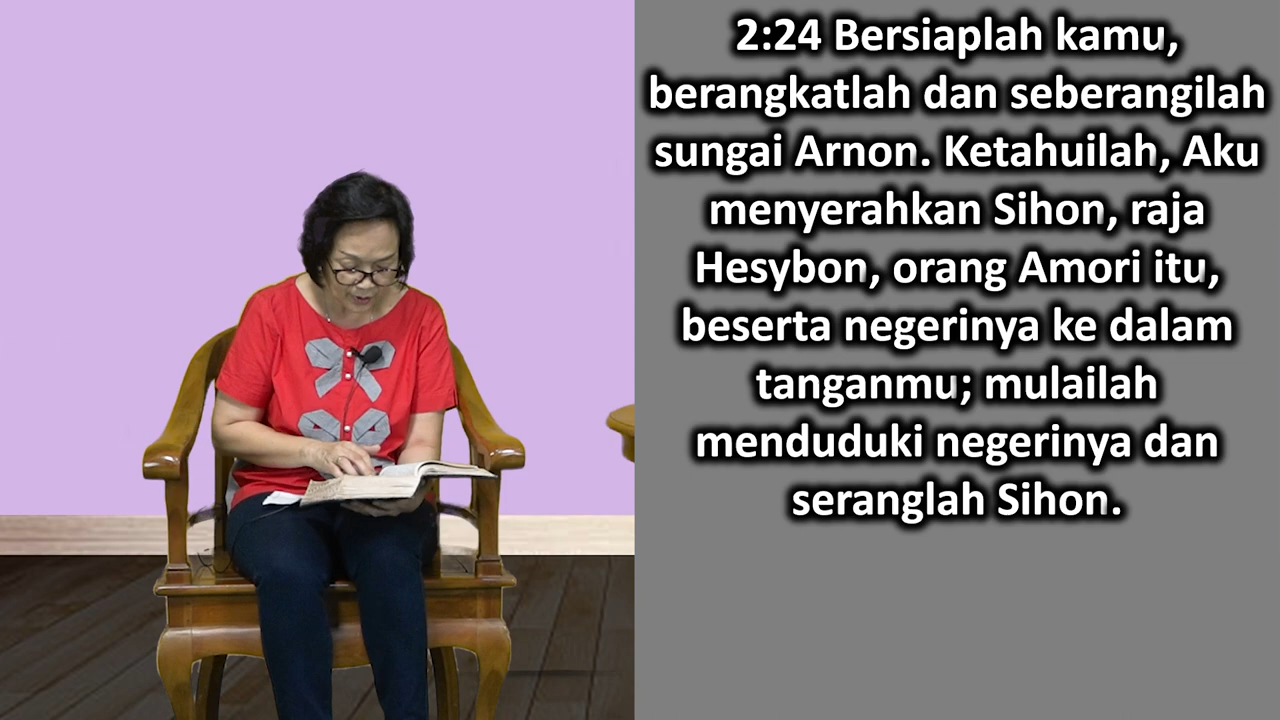 2:24 Bersiaplah kamu,
berangkatlah dan seberangilah
sungai Arnon. Ketahuilah, Aku
menyerahkan Sihon, raja
Hesybon, orang Amori itu,
beserta negerinya ke dalam
tanganmu; mulailah
menduduki negerinya dan
seranglah Sihon.